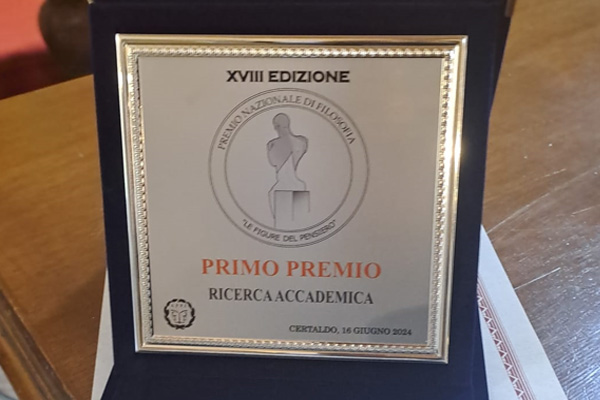 XVIII EDIZIONE
PREMIO NAZIONALE DI FILOSOFIA
"LE FIGURE DEL PENSIERO"
PRIMO PREMIO
RICERCA ACCADEMICA
CERTALDO, 16 GIUGNO 2024